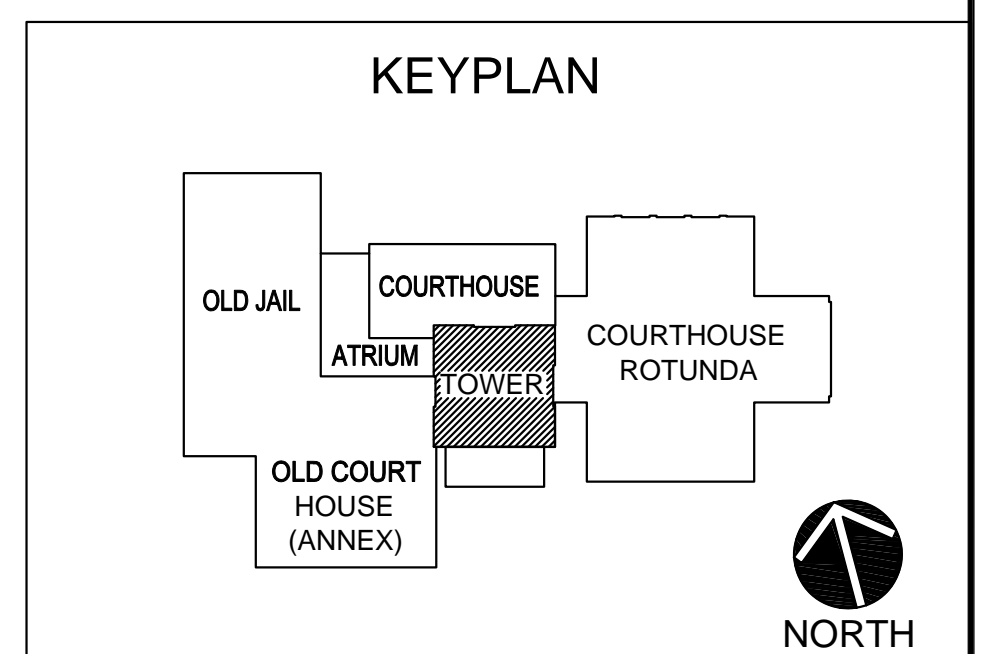 KEYPLAN
OLD JAIL
COURTHOUSE
ATRIUM
TOWER
COURTHOUSE
ROTUNDA
OLD COURT
HOUSE
(ANNEX)
NORTH